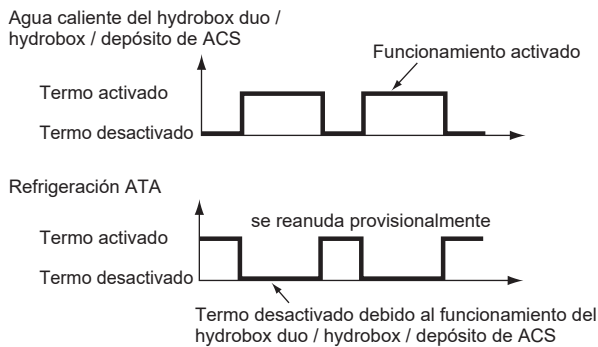 Agua caliente del hydrobox duo /
hydrobox / depósito de ACS
Funcionamiento activado
Termo activado
Termo desactivado
Refrigeración ATA
se reanuda provisionalmente
Termo activado
Termo desactivado
Termo desactivado debido al funcionamiento del
hydrobox duo / hydrobox / depósito de ACS